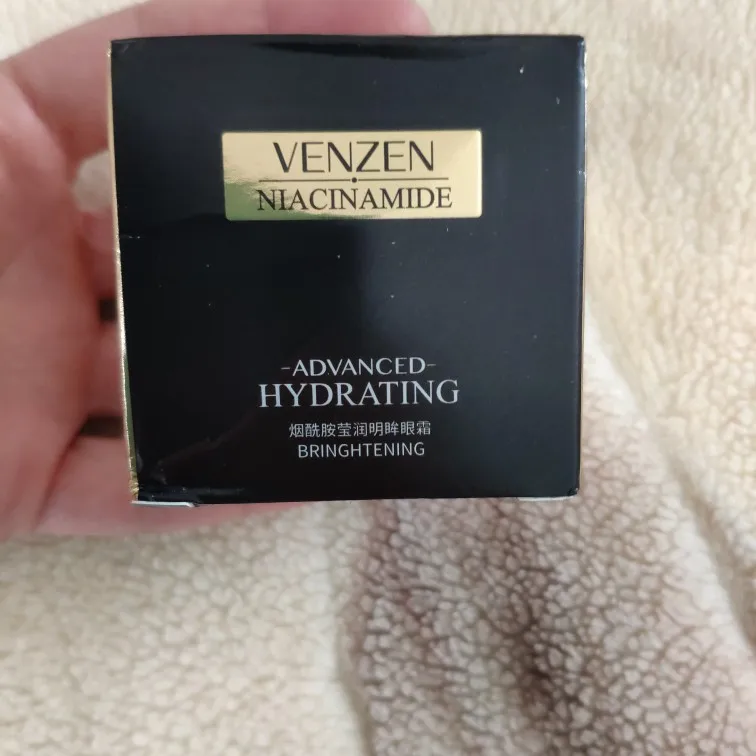 VENZEN
NIACINAMIDE
-ADVANCED-
HYDRATING
烟酰胺莹润明眸眼霜
BRINGHTENING